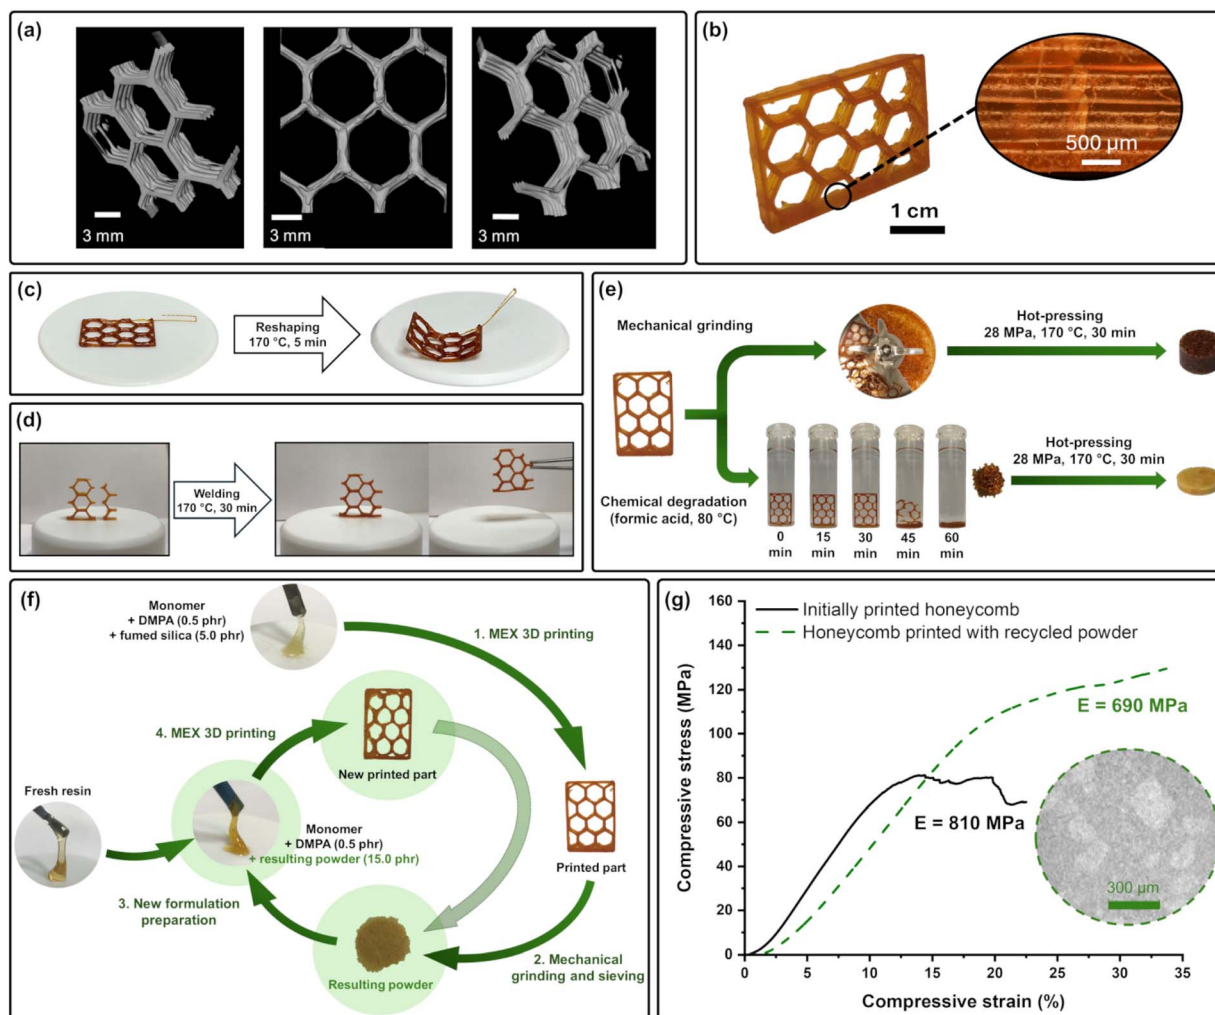 (a)
3 mm
3 mm
3 mm
(b)
500 µm
1 cm
(c)
Reshaping
170 °C, 5 min
(d)
Welding
170 °C, 30 min
(e)
Mechanical grinding
Hot-pressing
28 MPa, 170 °C, 30 min
Chemical degradation
(formic acid, 80 °C)
Hot-pressing
28 MPa, 170 °C, 30 min
0
min
15
min
30
min
45
min
60
min
(f)
Monomer
+ DMPA (0.5 phr)
+ fumed silica (5.0 phr)
1. MEX 3D printing
4. MEX 3D printing
New printed part
Fresh resin
Monomer
+ DMPA (0.5 phr)
+ resulting powder (15.0 phr)
Printed part
3. New formulation
preparation
Resulting powder
2. Mechanical
grinding and sieving
(g)
Initially printed honeycomb
Honeycomb printed with recycled powder
Compressive stress (MPa)
160
140
120
100
80
60
40
20
0
E = 690 MPa
E = 810 MPa
300 µm
0
5
10
15
20
25
30
35
Compressive strain (%)